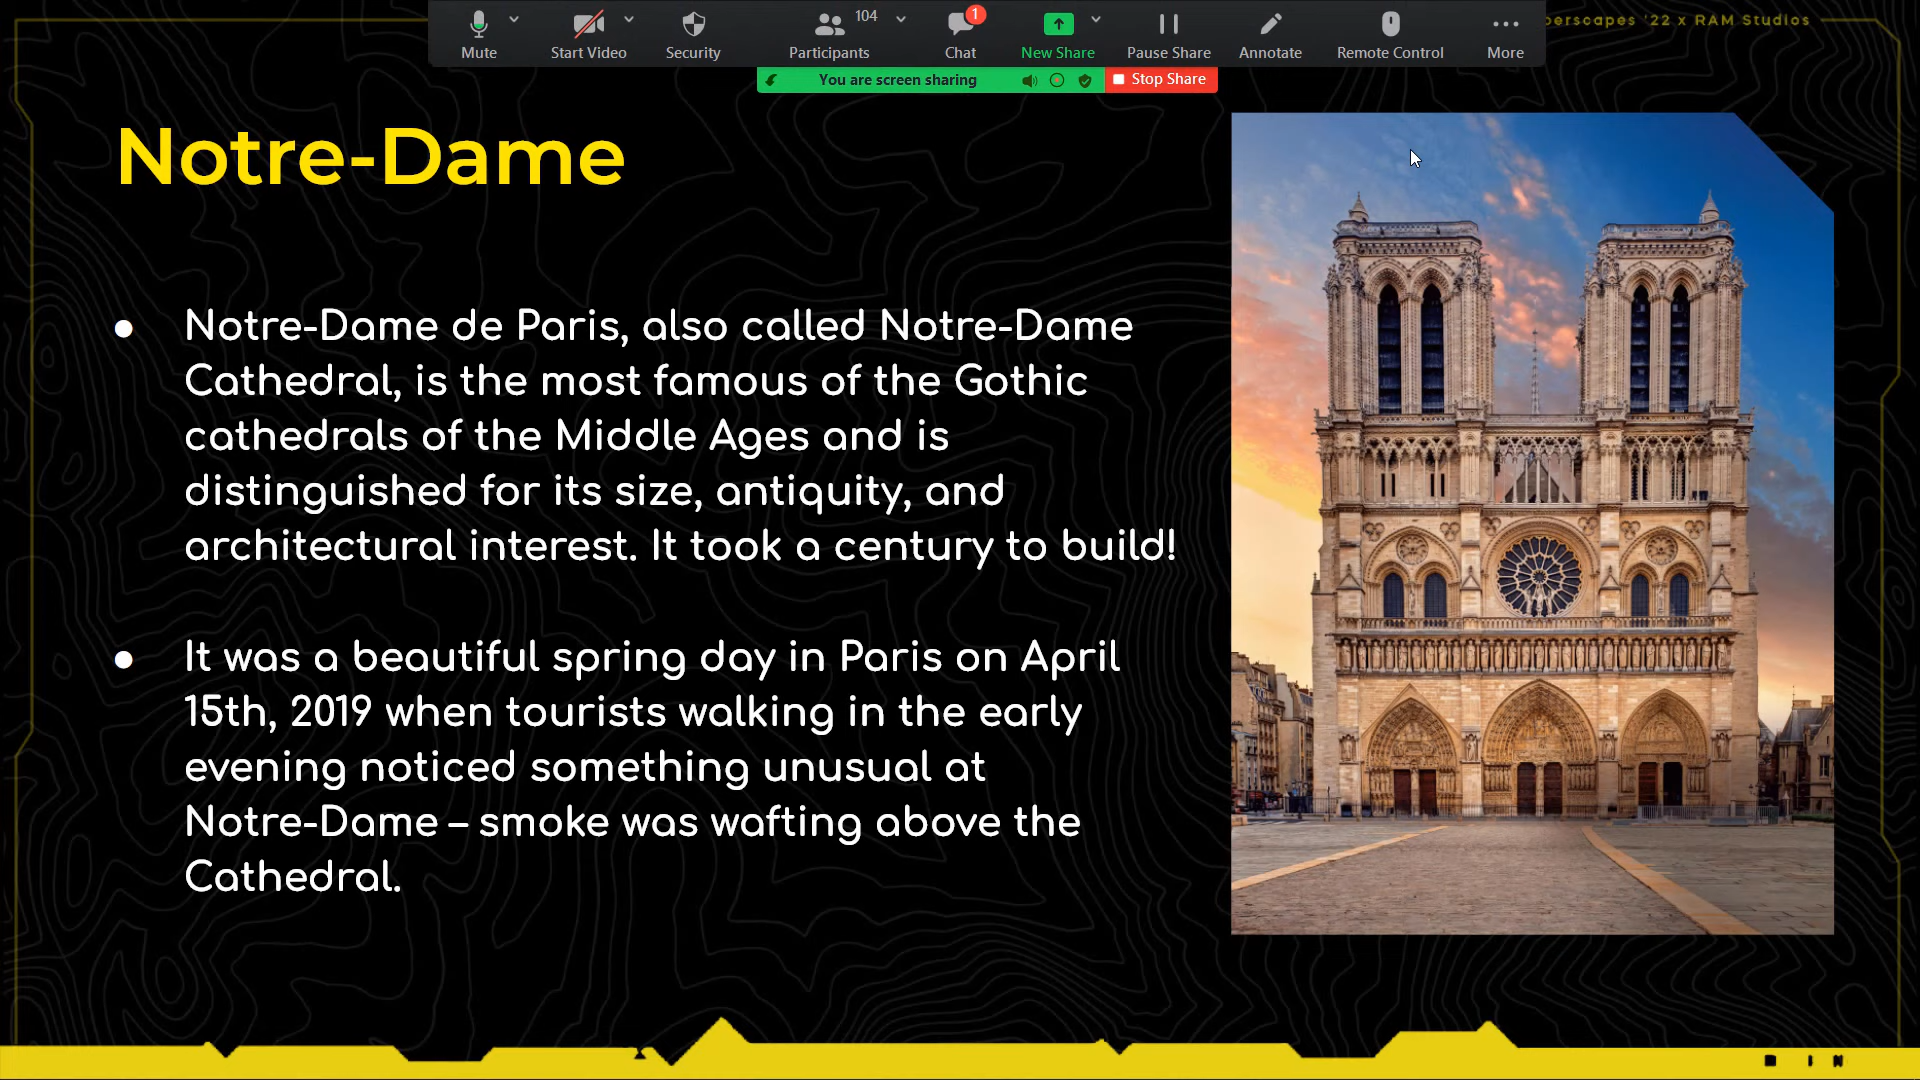 perscapes '22 x RAM Studios
Mute
Start Video
Security
104
Participants
1
Chat
New Share
Pause Share
Annotate
Remote Control
More
You are screen sharing
Stop Share
Notre-Dame
Notre-Dame de Paris, also called Notre-Dame
Cathedral, is the most famous of the Gothic
cathedrals of the Middle Ages and is
distinguished for its size, antiquity, and
architectural interest. It took a century to build!
It was a beautiful spring day in Paris on April
15th, 2019 when tourists walking in the early
evening noticed something unusual at
Notre-Dame – smoke was wafting above the
Cathedral.